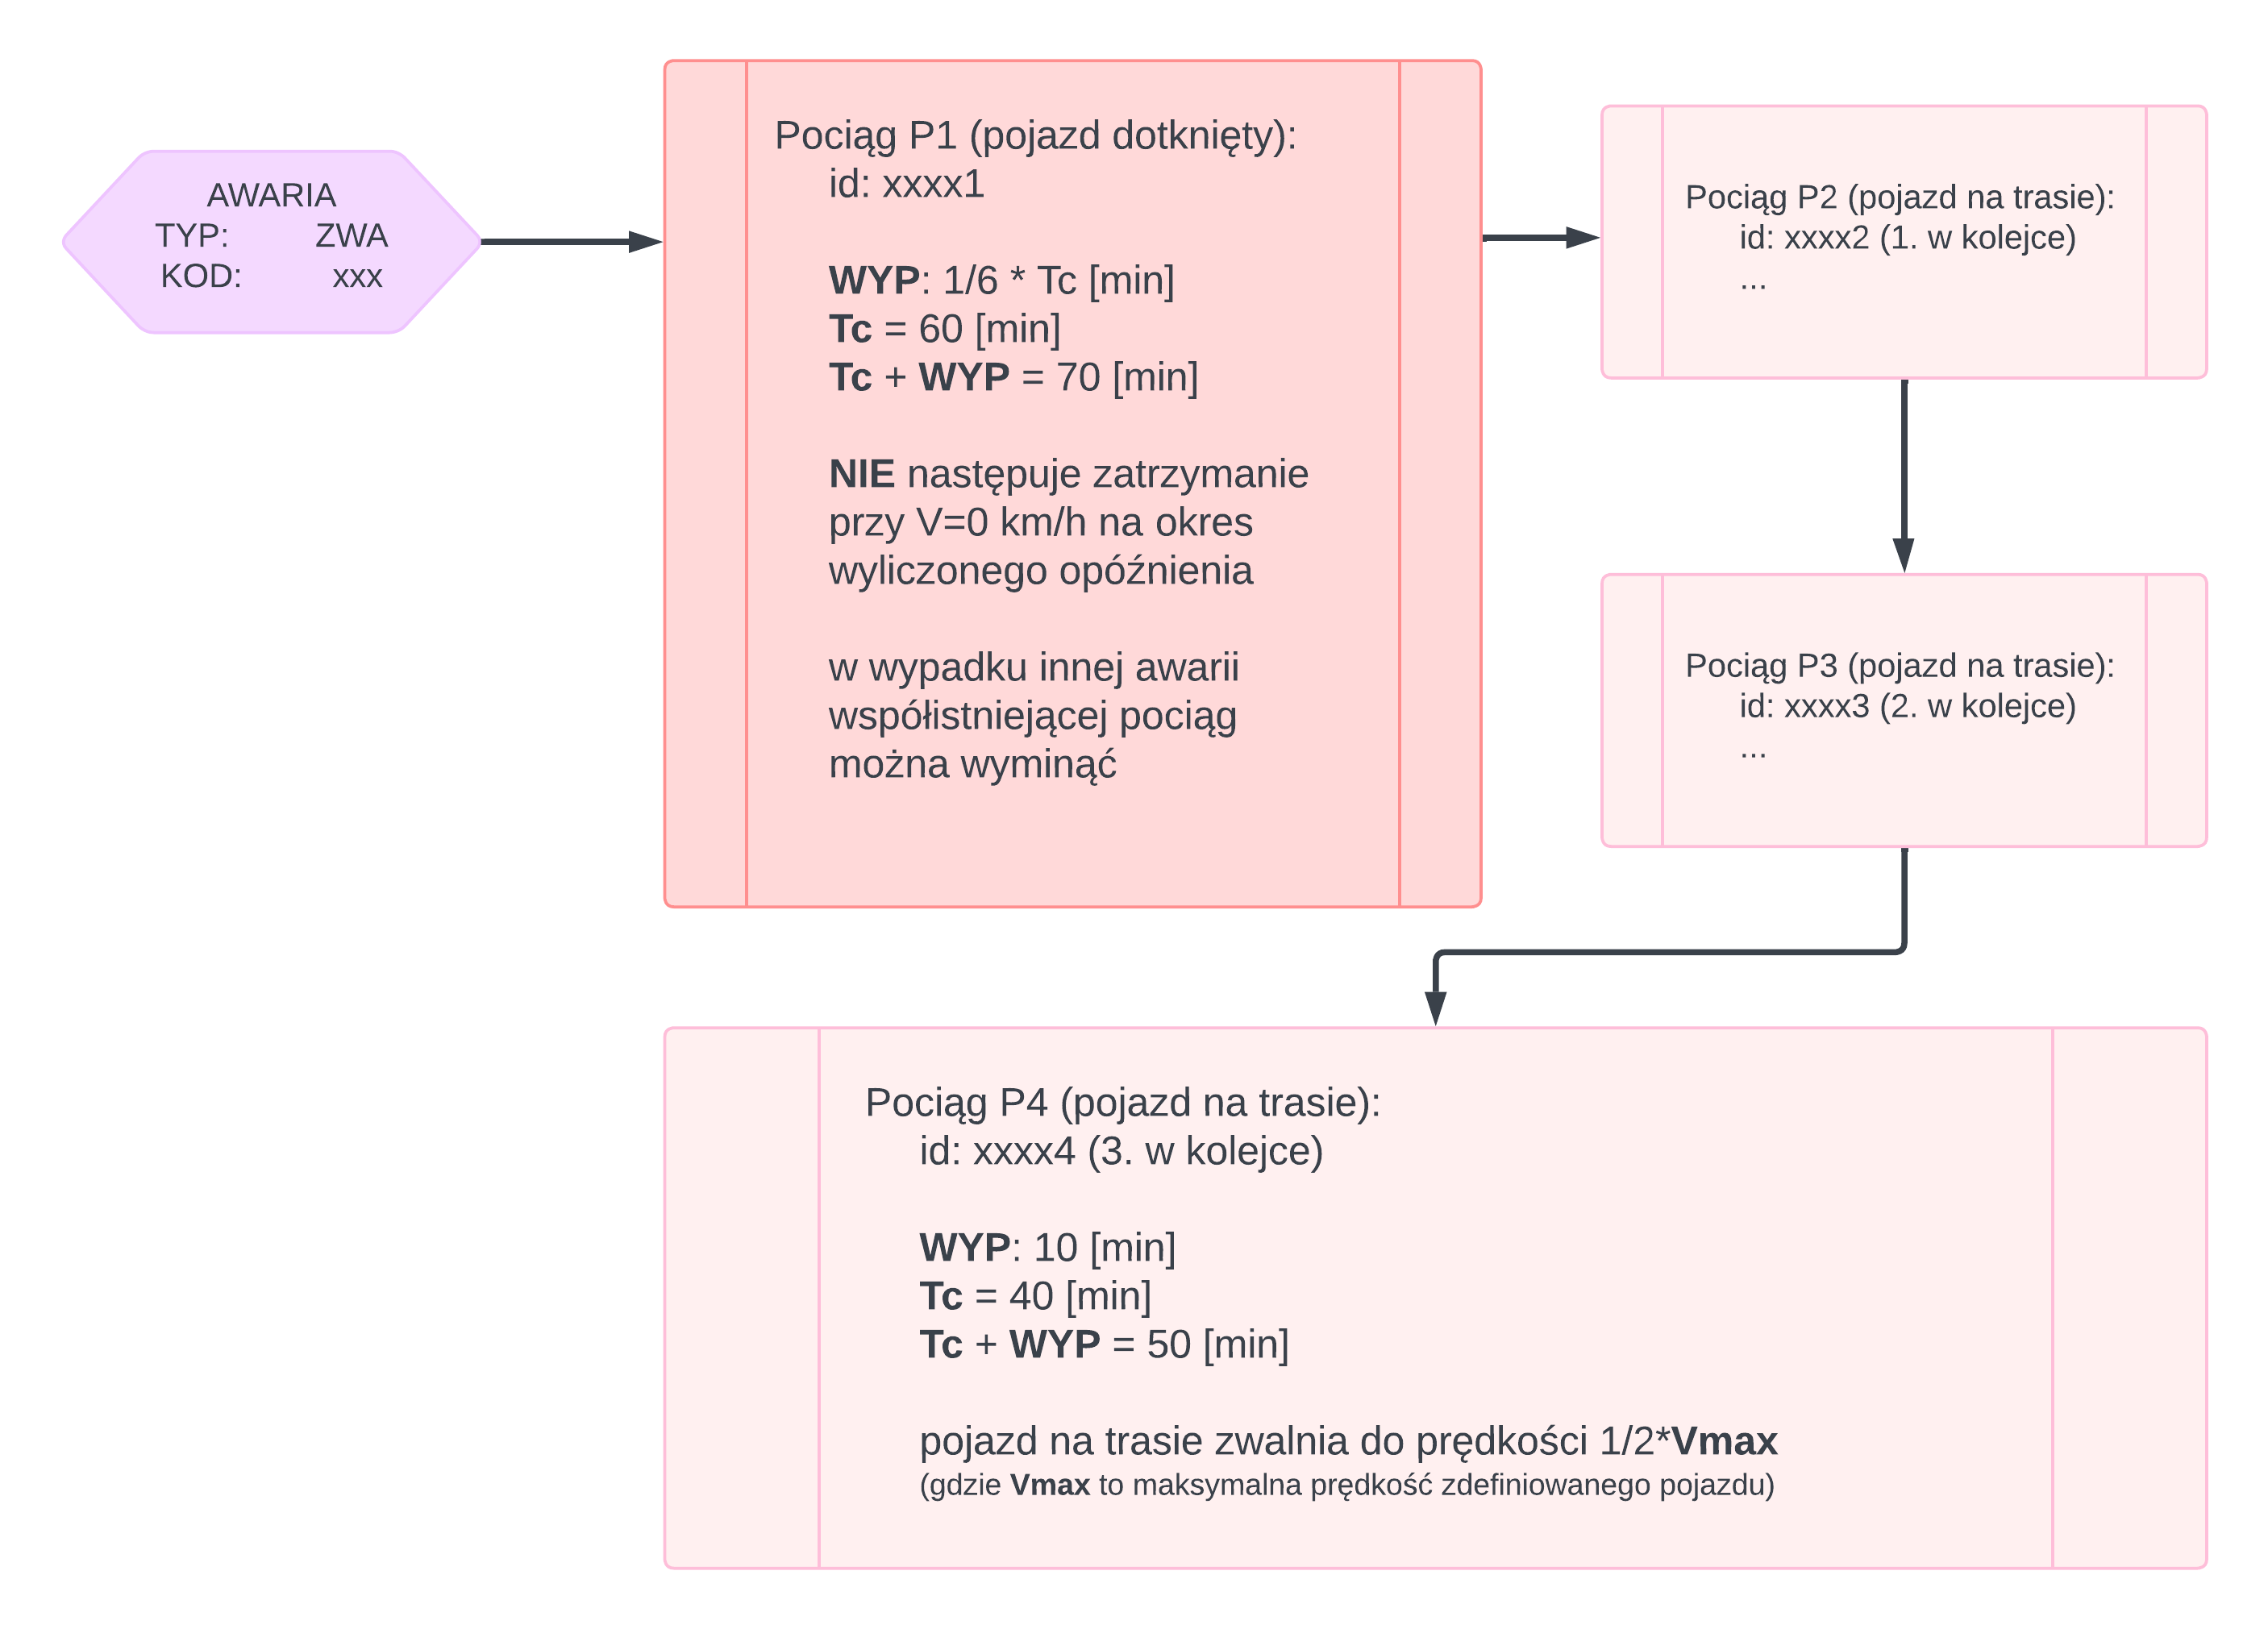 AWARIA
TYP: ZWA
KOD: xxx
Pociąg P1 (pojazd dotknięty):
id: xxxx1
WYP: 1/6 * Tc [min]
Tc = 60 [min]
Tc + WYP = 70 [min]
NIE następuje zatrzymanie
przy V=0 km/h na okres
wyliczonego opóźnienia
w wypadku innej awarii
współistniejącej pociąg
można wyminąć
Pociąg P2 (pojazd na trasie):
id: xxxx2 (1. w kolejce)
...
Pociąg P3 (pojazd na trasie):
id: xxxx3 (2. w kolejce)
...
Pociąg P4 (pojazd na trasie):
id: xxxx4 (3. w kolejce)
WYP: 10 [min]
Tc = 40 [min]
Tc + WYP = 50 [min]
pojazd na trasie zwalnia do prędkości 1/2*Vmax
(gdzie Vmax to maksymalna prędkość zdefiniowanego pojazdu)